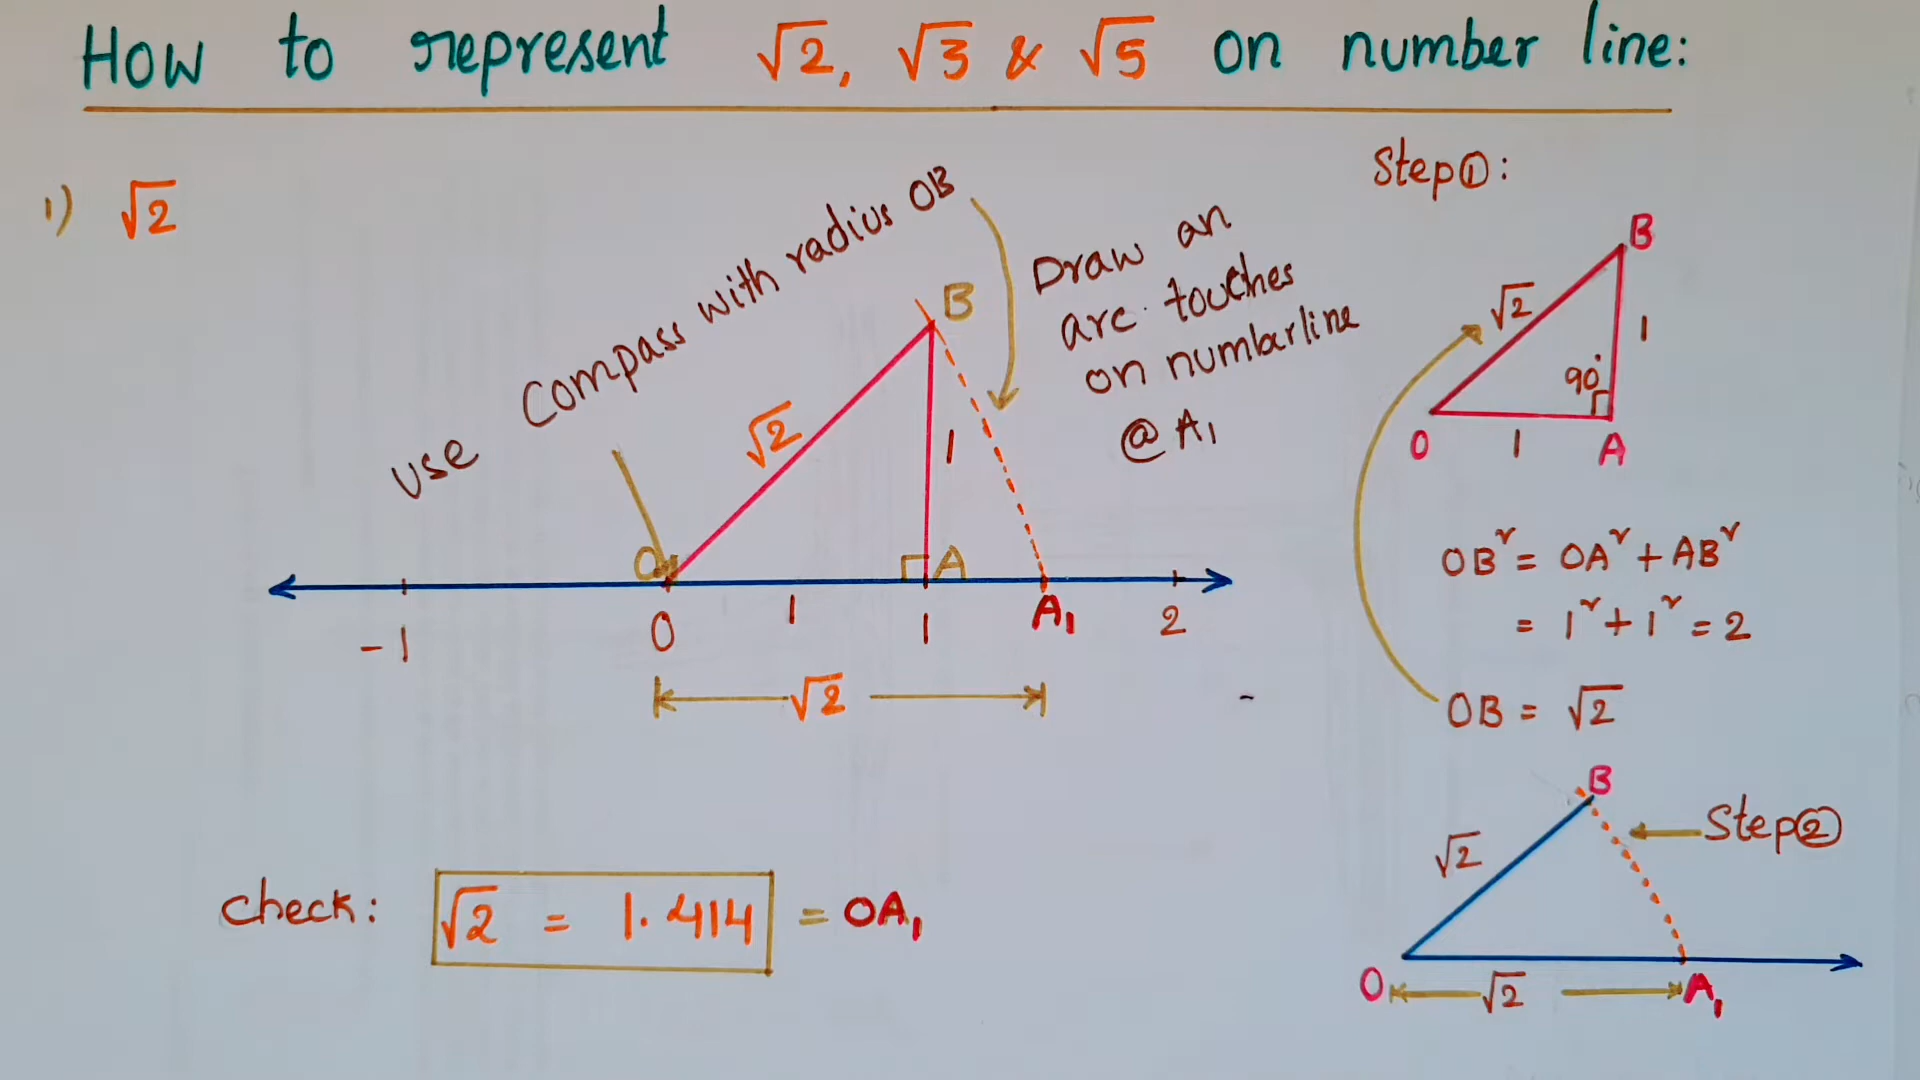 How to represent √2, √3 & √5 on number line:
1) √2
Use Compass with radius OB
Draw an
arc touches
on numbarline
@ A₁
B
√2
1
O
A
-1
0
1
1
A₁
2
√2
Check: √2 = 1.414 = OA₁
Step①:
B
√2
1
90°
O
1
A
OB² = OA² + AB²
= 1² + 1² = 2
OB = √2
B
√2
Step②
O
√2
A₁